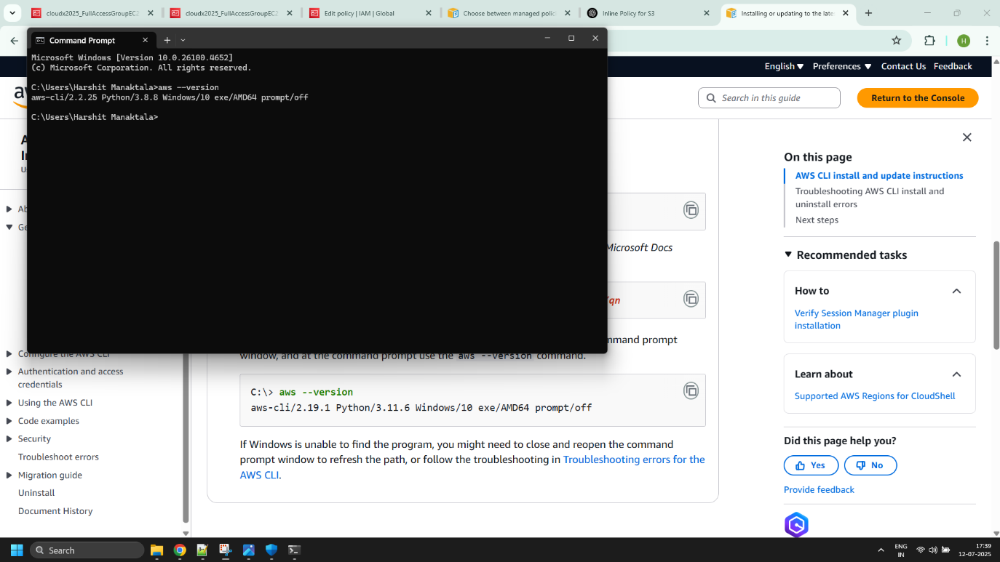 cloudx2025_FullAccessGroupEC2
cloudx2025_FullAccessGroupEC2
Edit policy | IAM | Global
Choose between managed polic
Inline Policy for S3
Installing or updating to the late
H
Command Prompt
Microsoft Windows [Version 10.0.26100.4652]
(c) Microsoft Corporation. All rights reserved.
C:\Users\Harshit Manaktala>aws --version
aws-cli/2.2.25 Python/3.8.8 Windows/10 exe/AMD64 prompt/off
C:\Users\Harshit Manaktala>
English
Preferences
Contact Us
Feedback
Search in this guide
Return to the Console
Configure the AWS CLI
Authentication and access
credentials
Using the AWS CLI
Code examples
Security
Troubleshoot errors
Migration guide
Uninstall
Document History
Microsoft Docs
/qn
mmand prompt
window, and at the command prompt use the aws --version command.
C:\> aws --version
aws-cli/2.19.1 Python/3.11.6 Windows/10 exe/AMD64 prompt/off
If Windows is unable to find the program, you might need to close and reopen the command
prompt window to refresh the path, or follow the troubleshooting in Troubleshooting errors for the
AWS CLI.
On this page
AWS CLI install and update instructions
Troubleshooting AWS CLI install and
uninstall errors
Next steps
Recommended tasks
How to
Verify Session Manager plugin
installation
Learn about
Supported AWS Regions for CloudShell
Did this page help you?
Yes
No
Provide feedback
Search
ENG
IN
17:39
12-07-2025